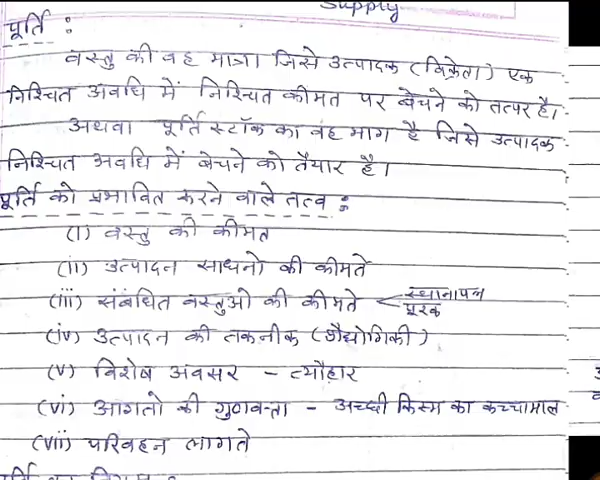 Supply
पूर्ति :
वस्तु की वह मात्रा जिसे उत्पादक (विक्रेता) एक
निश्चित अवधि में निश्चित कीमत पर बेचने को तत्पर है।
अथवा पूर्ति स्टॉक का वह भाग है जिसे उत्पादक
निश्चित अवधि में बेचने को तैयार है।
पूर्ति को प्रभावित करने वाले तत्व :
(i) वस्तु की कीमत
(ii) उत्पादन साधनो की कीमतें
(iii) संबंधित वस्तुओ की कीमतें < स्थानापन्न
पूरक
(iv) उत्पादन की तकनीक (प्रौद्योगिकी)
(v) विशेष अवसर – त्यौहार
(vi) आगतो की गुणवत्ता – अच्छी किस्म का कच्चामाल
(vii) परिवहन लागते